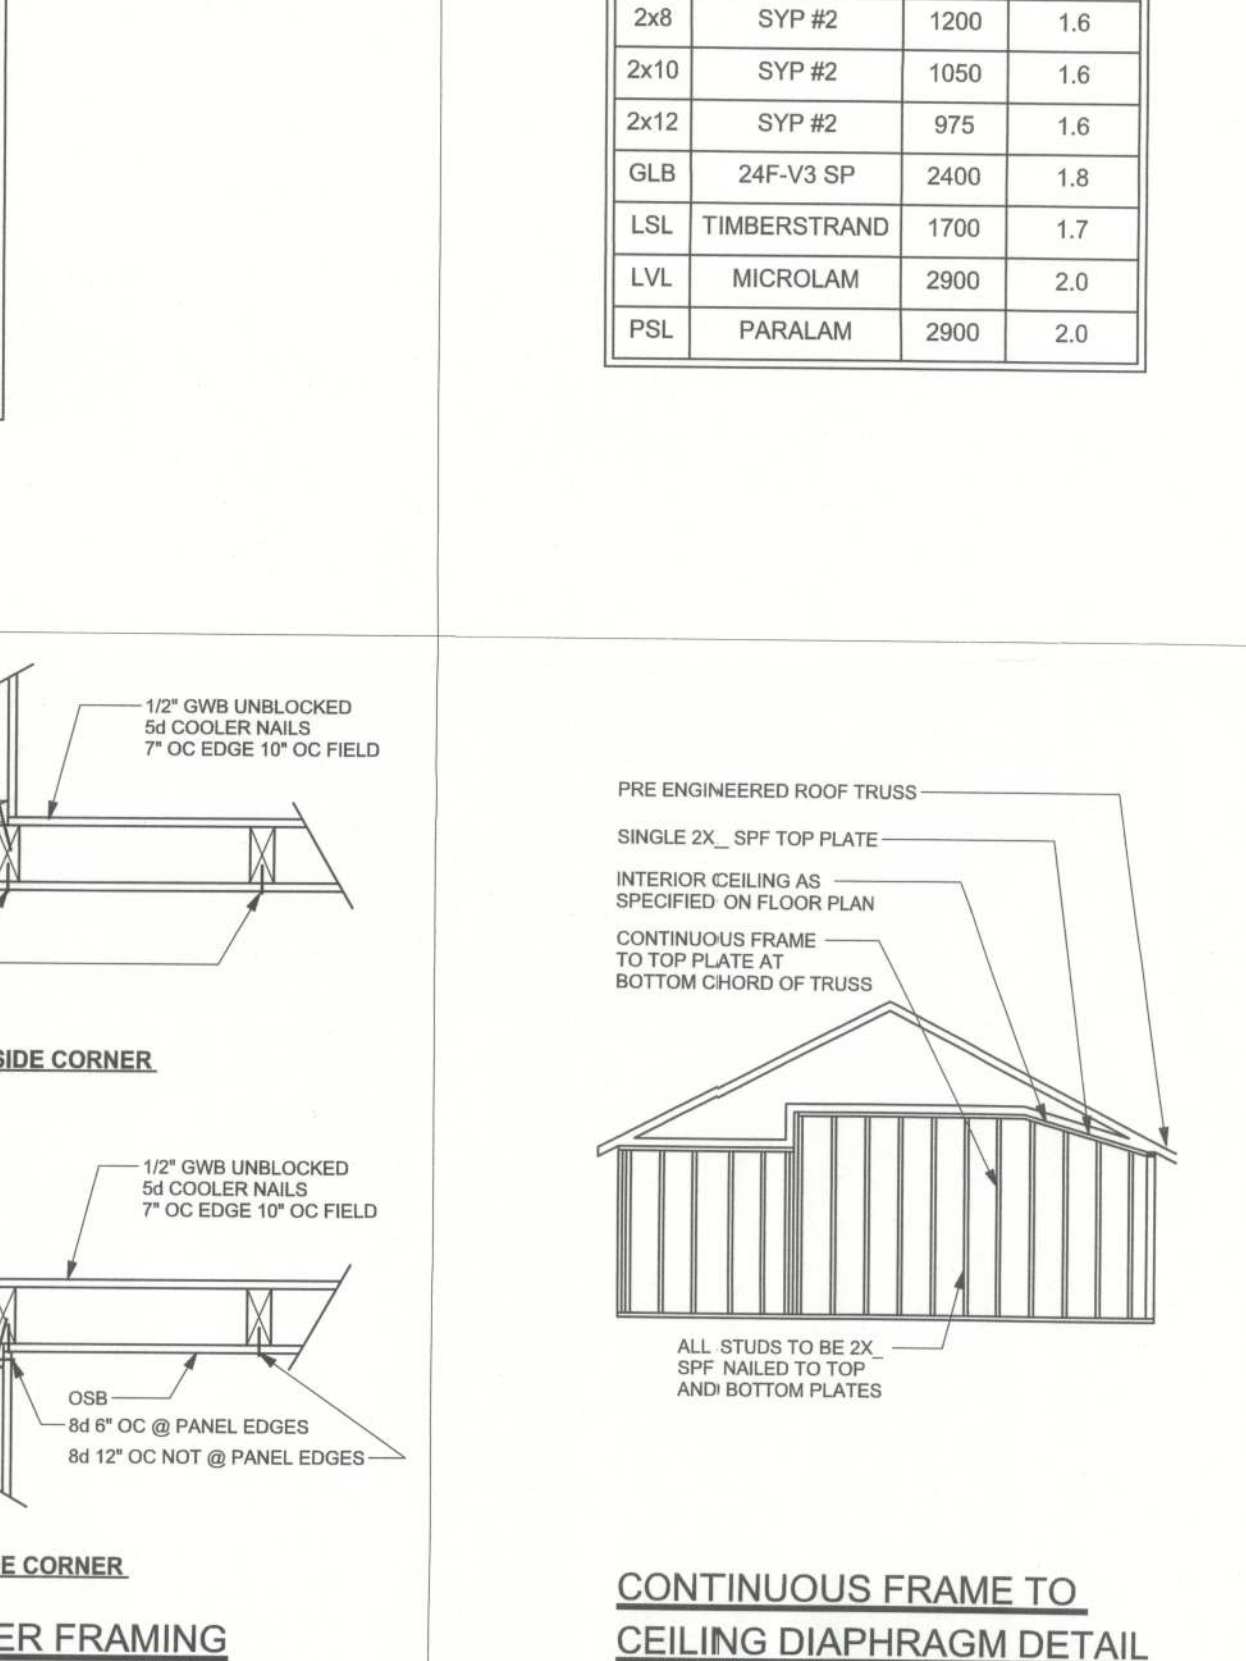 2x8 SYP #2 1200 1.6
2x10 SYP #2 1050 1.6
2x12 SYP #2 975 1.6
GLB 24F-V3 SP 2400 1.8
LSL TIMBERSTRAND 1700 1.7
LVL MICROLAM 2900 2.0
PSL PARALAM 2900 2.0
1/2" GWB UNBLOCKED
5d COOLER NAILS
7" OC EDGE 10" OC FIELD
SIDE CORNER
1/2" GWB UNBLOCKED
5d COOLER NAILS
7" OC EDGE 10" OC FIELD
OSB
8d 6" OC @ PANEL EDGES
8d 12" OC NOT @ PANEL EDGES
E CORNER
ER FRAMING
PRE ENGINEERED ROOF TRUSS
SINGLE 2X_ SPF TOP PLATE
INTERIOR CEILING AS
SPECIFIED ON FLOOR PLAN
CONTINUOUS FRAME
TO TOP PLATE AT
BOTTOM CHORD OF TRUSS
ALL STUDS TO BE 2X_
SPF NAILED TO TOP
AND BOTTOM PLATES
CONTINUOUS FRAME TO
CEILING DIAPHRAGM DETAIL